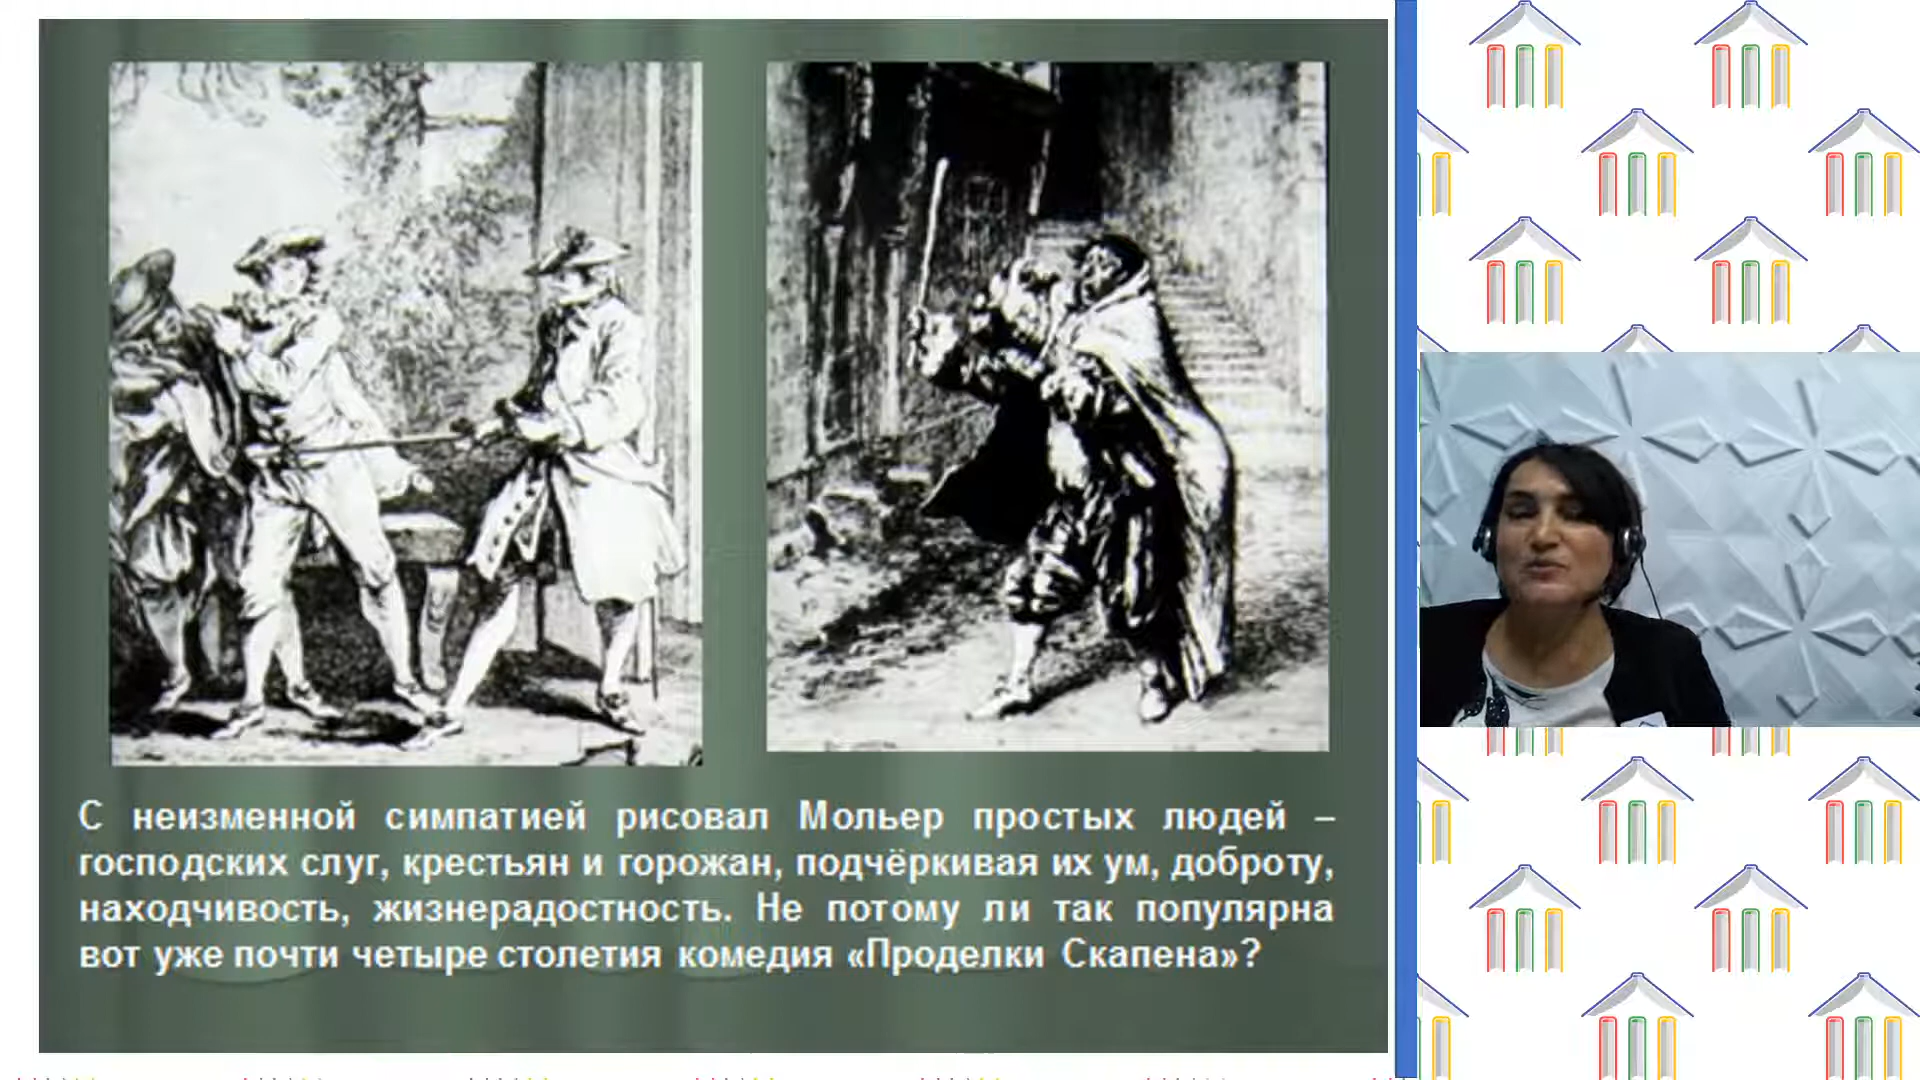 С неизменной симпатией рисовал Мольер простых людей –
господских слуг, крестьян и горожан, подчёркивая их ум, доброту,
находчивость, жизнерадостность. Не потому ли так популярна
вот уже почти четыре столетия комедия «Проделки Скапена»?